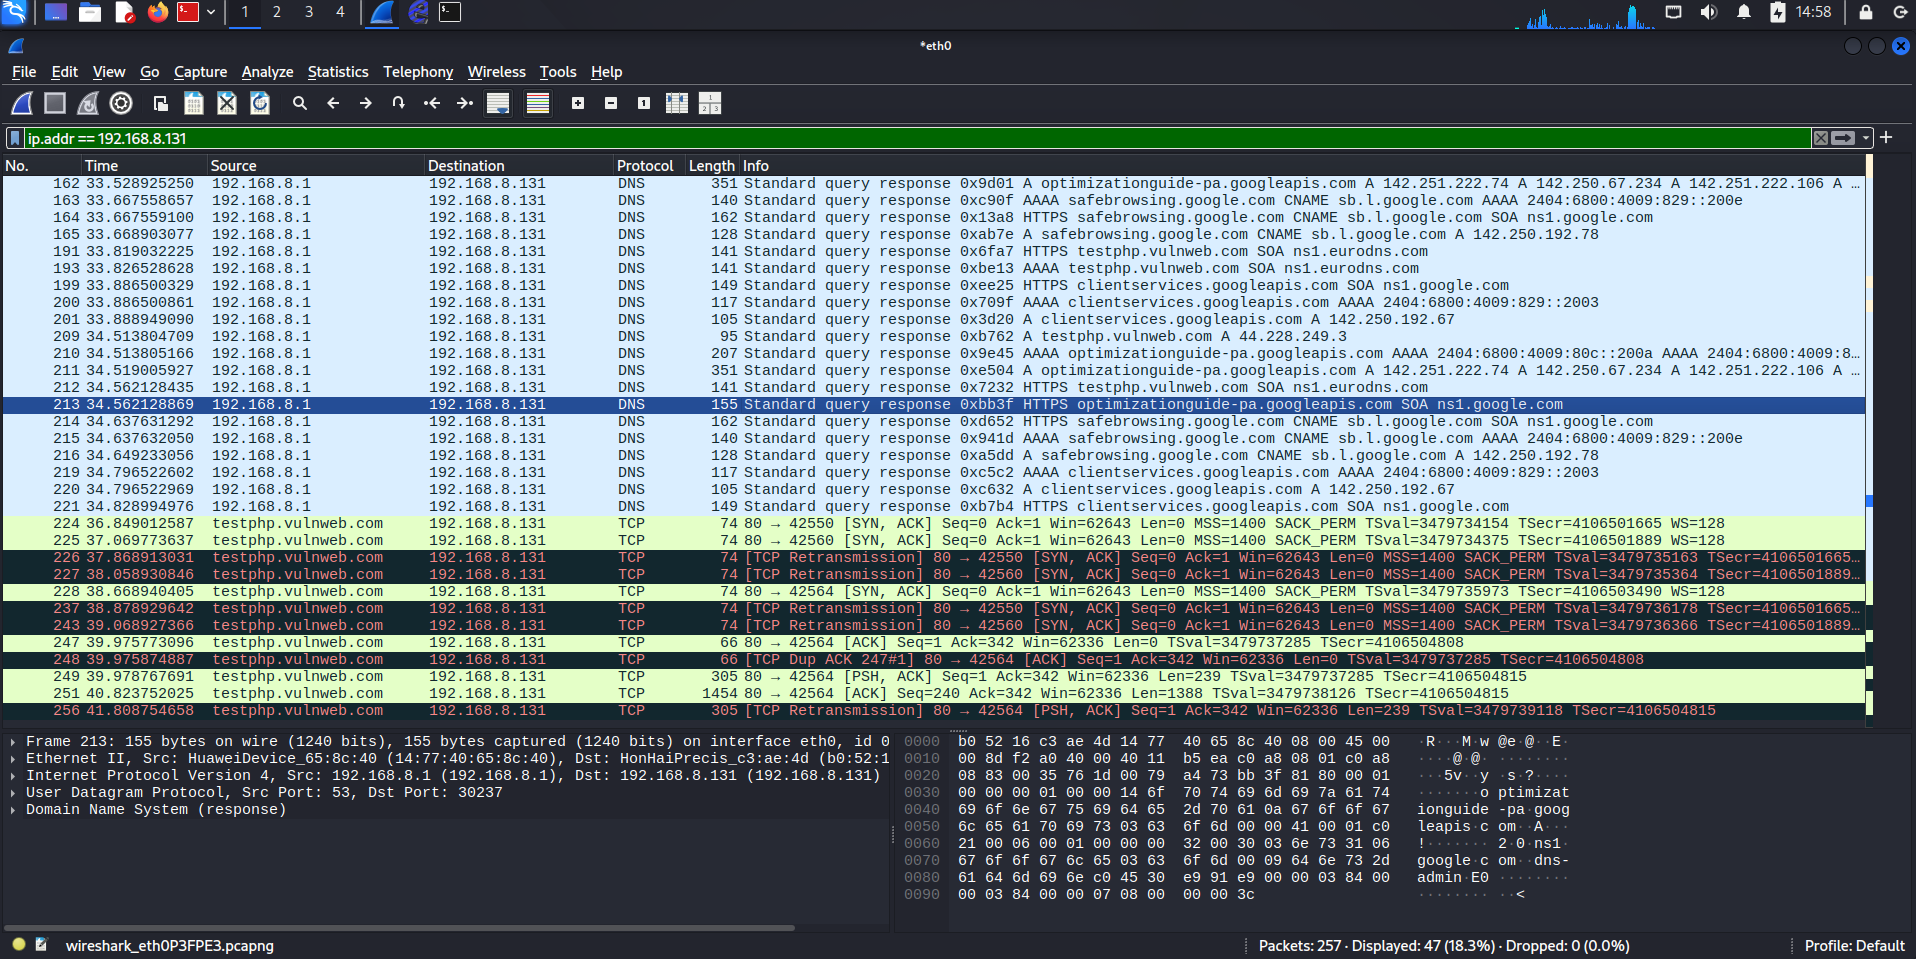 1 2 3 4 14:58
*eth0
File Edit View Go Capture Analyze Statistics Telephony Wireless Tools Help
ip.addr == 192.168.8.131
No. Time Source Destination Protocol Length Info
162 33.528925250 192.168.8.1 192.168.8.131 DNS 351 Standard query response 0x9d01 A optimizationguide-pa.googleapis.com A 142.251.222.74 A 142.250.67.234 A 142.251.222.106 A …
163 33.667558657 192.168.8.1 192.168.8.131 DNS 140 Standard query response 0xc90f AAAA safebrowsing.google.com CNAME sb.l.google.com AAAA 2404:6800:4009:829::200e
164 33.667559100 192.168.8.1 192.168.8.131 DNS 162 Standard query response 0x13a8 HTTPS safebrowsing.google.com CNAME sb.l.google.com SOA ns1.google.com
165 33.668903077 192.168.8.1 192.168.8.131 DNS 128 Standard query response 0xab7e A safebrowsing.google.com CNAME sb.l.google.com A 142.250.192.78
191 33.819032225 192.168.8.1 192.168.8.131 DNS 141 Standard query response 0x6fa7 HTTPS testphp.vulnweb.com SOA ns1.eurodns.com
193 33.826528628 192.168.8.1 192.168.8.131 DNS 141 Standard query response 0xbe13 AAAA testphp.vulnweb.com SOA ns1.eurodns.com
199 33.886500329 192.168.8.1 192.168.8.131 DNS 149 Standard query response 0xee25 HTTPS clientservices.googleapis.com SOA ns1.google.com
200 33.886500861 192.168.8.1 192.168.8.131 DNS 117 Standard query response 0x709f AAAA clientservices.googleapis.com AAAA 2404:6800:4009:829::2003
201 33.888949090 192.168.8.1 192.168.8.131 DNS 105 Standard query response 0x3d20 A clientservices.googleapis.com A 142.250.192.67
209 34.513804709 192.168.8.1 192.168.8.131 DNS 95 Standard query response 0xb762 A testphp.vulnweb.com A 44.228.249.3
210 34.513805166 192.168.8.1 192.168.8.131 DNS 207 Standard query response 0x9e45 AAAA optimizationguide-pa.googleapis.com AAAA 2404:6800:4009:80c::200a AAAA 2404:6800:4009:8…
211 34.519005927 192.168.8.1 192.168.8.131 DNS 351 Standard query response 0xe504 A optimizationguide-pa.googleapis.com A 142.251.222.74 A 142.250.67.234 A 142.251.222.106 A …
212 34.562128435 192.168.8.1 192.168.8.131 DNS 141 Standard query response 0x7232 HTTPS testphp.vulnweb.com SOA ns1.eurodns.com
213 34.562128869 192.168.8.1 192.168.8.131 DNS 155 Standard query response 0xbb3f HTTPS optimizationguide-pa.googleapis.com SOA ns1.google.com
214 34.637631292 192.168.8.1 192.168.8.131 DNS 162 Standard query response 0xd652 HTTPS safebrowsing.google.com CNAME sb.l.google.com SOA ns1.google.com
215 34.637632050 192.168.8.1 192.168.8.131 DNS 140 Standard query response 0x941d AAAA safebrowsing.google.com CNAME sb.l.google.com AAAA 2404:6800:4009:829::200e
216 34.649233056 192.168.8.1 192.168.8.131 DNS 128 Standard query response 0xa5dd A safebrowsing.google.com CNAME sb.l.google.com A 142.250.192.78
219 34.796522602 192.168.8.1 192.168.8.131 DNS 117 Standard query response 0xc5c2 AAAA clientservices.googleapis.com AAAA 2404:6800:4009:829::2003
220 34.796522969 192.168.8.1 192.168.8.131 DNS 105 Standard query response 0xc632 A clientservices.googleapis.com A 142.250.192.67
221 34.828994976 192.168.8.1 192.168.8.131 DNS 149 Standard query response 0xb7b4 HTTPS clientservices.googleapis.com SOA ns1.google.com
224 36.849012587 testphp.vulnweb.com 192.168.8.131 TCP 74 80 → 42550 [SYN, ACK] Seq=0 Ack=1 Win=62643 Len=0 MSS=1400 SACK_PERM TSval=3479734154 TSecr=4106501665 WS=128
225 37.069773637 testphp.vulnweb.com 192.168.8.131 TCP 74 80 → 42560 [SYN, ACK] Seq=0 Ack=1 Win=62643 Len=0 MSS=1400 SACK_PERM TSval=3479734375 TSecr=4106501889 WS=128
226 37.868913031 testphp.vulnweb.com 192.168.8.131 TCP 74 [TCP Retransmission] 80 → 42550 [SYN, ACK] Seq=0 Ack=1 Win=62643 Len=0 MSS=1400 SACK_PERM TSval=3479735163 TSecr=4106501665…
227 38.058930846 testphp.vulnweb.com 192.168.8.131 TCP 74 [TCP Retransmission] 80 → 42560 [SYN, ACK] Seq=0 Ack=1 Win=62643 Len=0 MSS=1400 SACK_PERM TSval=3479735364 TSecr=4106501889…
228 38.668940405 testphp.vulnweb.com 192.168.8.131 TCP 74 80 → 42564 [SYN, ACK] Seq=0 Ack=1 Win=62643 Len=0 MSS=1400 SACK_PERM TSval=3479735973 TSecr=4106503490 WS=128
237 38.878929642 testphp.vulnweb.com 192.168.8.131 TCP 74 [TCP Retransmission] 80 → 42550 [SYN, ACK] Seq=0 Ack=1 Win=62643 Len=0 MSS=1400 SACK_PERM TSval=3479736178 TSecr=4106501665…
243 39.068927366 testphp.vulnweb.com 192.168.8.131 TCP 74 [TCP Retransmission] 80 → 42560 [SYN, ACK] Seq=0 Ack=1 Win=62643 Len=0 MSS=1400 SACK_PERM TSval=3479736366 TSecr=4106501889…
247 39.975773096 testphp.vulnweb.com 192.168.8.131 TCP 66 80 → 42564 [ACK] Seq=1 Ack=342 Win=62336 Len=0 TSval=3479737285 TSecr=4106504808
248 39.975874887 testphp.vulnweb.com 192.168.8.131 TCP 66 [TCP Dup ACK 247#1] 80 → 42564 [ACK] Seq=1 Ack=342 Win=62336 Len=0 TSval=3479737285 TSecr=4106504808
249 39.978767691 testphp.vulnweb.com 192.168.8.131 TCP 305 80 → 42564 [PSH, ACK] Seq=1 Ack=342 Win=62336 Len=239 TSval=3479737285 TSecr=4106504815
251 40.823752025 testphp.vulnweb.com 192.168.8.131 TCP 1454 80 → 42564 [ACK] Seq=240 Ack=342 Win=62336 Len=1388 TSval=3479738126 TSecr=4106504815
256 41.808754658 testphp.vulnweb.com 192.168.8.131 TCP 305 [TCP Retransmission] 80 → 42564 [PSH, ACK] Seq=1 Ack=342 Win=62336 Len=239 TSval=3479739118 TSecr=4106504815
Frame 213: 155 bytes on wire (1240 bits), 155 bytes captured (1240 bits) on interface eth0, id 0
Ethernet II, Src: HuaweiDevice_65:8c:40 (14:77:40:65:8c:40), Dst: HonHaiPrecis_c3:ae:4d (b0:52:1
Internet Protocol Version 4, Src: 192.168.8.1 (192.168.8.1), Dst: 192.168.8.131 (192.168.8.131)
User Datagram Protocol, Src Port: 53, Dst Port: 30237
Domain Name System (response)
0000 b0 52 16 c3 ae 4d 14 77 40 65 8c 40 08 00 45 00 ·R···M·w @e·@··E·
0010 00 8d f2 a0 40 00 40 11 b5 ea c0 a8 08 01 c0 a8 ····@·@· ········
0020 08 83 00 35 76 1d 00 79 a4 73 bb 3f 81 80 00 01 ···5v··y ·s·?····
0030 00 00 00 01 00 00 14 6f 70 74 69 6d 69 7a 61 74 ·······o ptimizat
0040 69 6f 6e 67 75 69 64 65 2d 70 61 0a 67 6f 6f 67 ionguide -pa·goog
0050 6c 65 61 70 69 73 03 63 6f 6d 00 00 41 00 01 c0 leapis·c om··A···
0060 21 00 06 00 01 00 00 00 32 00 30 03 6e 73 31 06 !······· 2·0·ns1·
0070 67 6f 6f 67 6c 65 03 63 6f 6d 00 09 64 6e 73 2d google·c om··dns-
0080 61 64 6d 69 6e c0 45 30 e9 91 e9 00 00 03 84 00 admin·E0 ········
0090 00 03 84 00 00 07 08 00 00 00 3c ········ ··<
wireshark_eth0P3FPE3.pcapng Packets: 257 · Displayed: 47 (18.3%) · Dropped: 0 (0.0%) Profile: Default